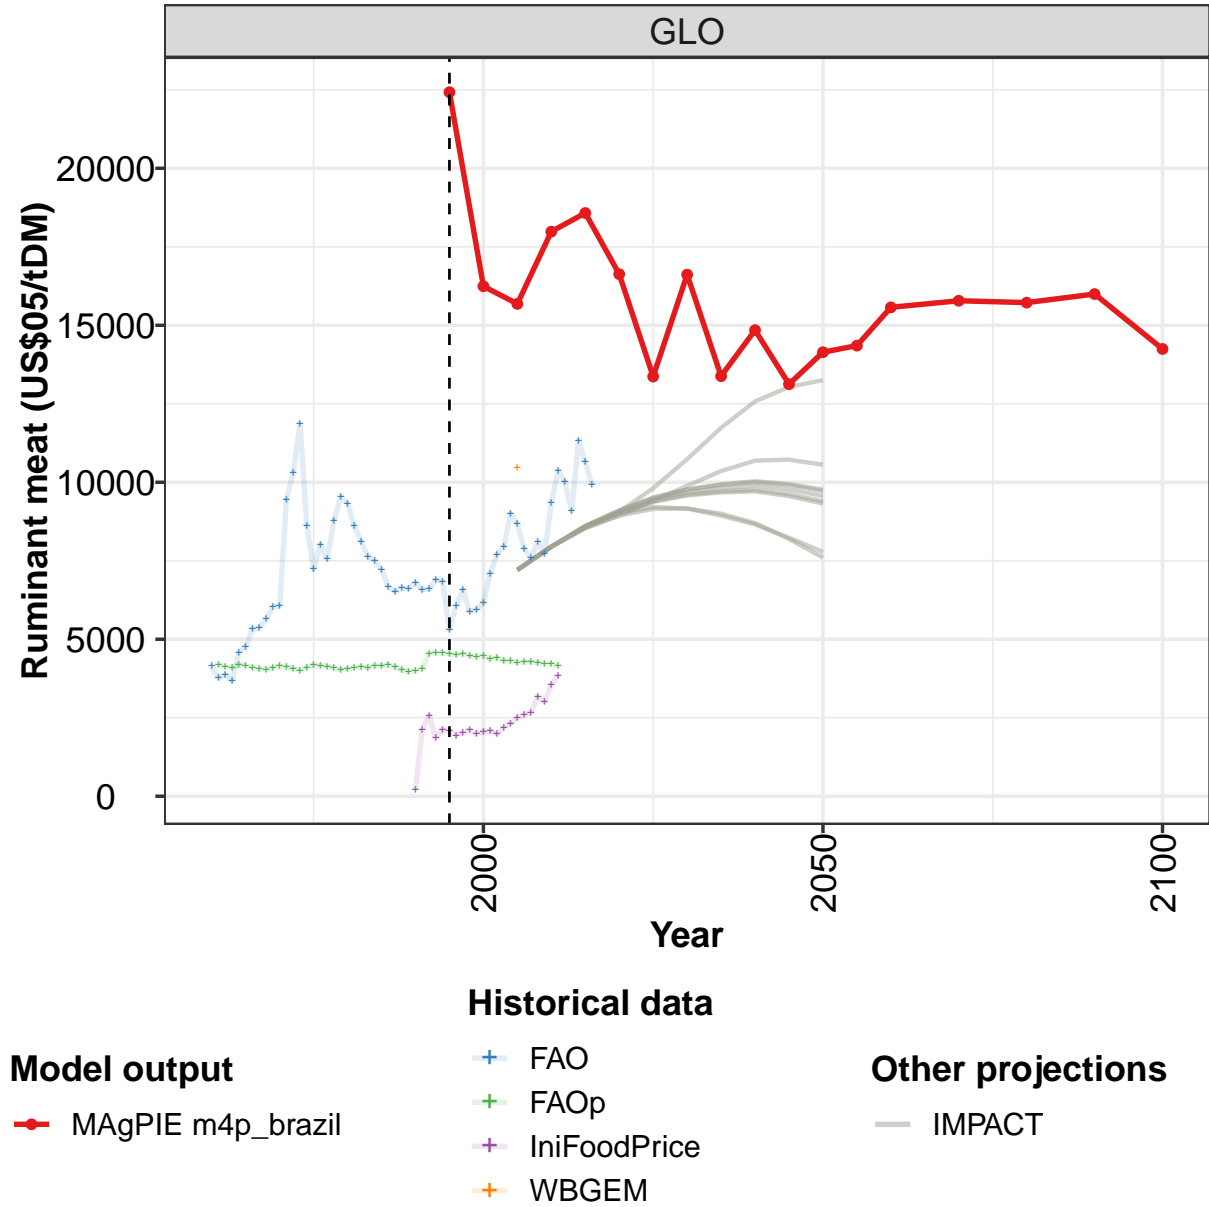 GLO
Ruminant meat (US$05/tDM)
20000
15000
10000
5000
0
2000
2050
2100
Year
Historical data
FAO
FAOp
IniFoodPrice
WBGEM
Model output
MAgPIE m4p_brazil
Other projections
IMPACT